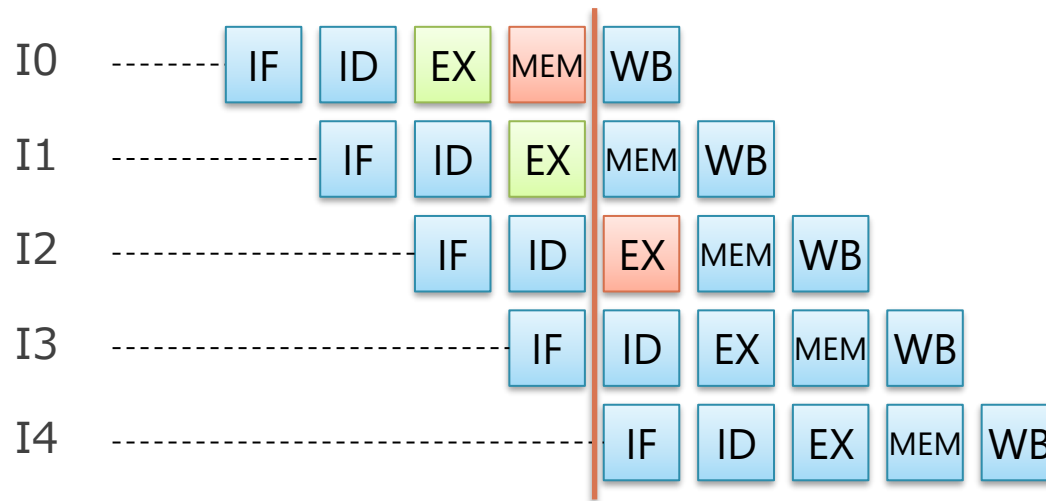 I0 IF ID EX MEM WB
I1 IF ID EX MEM WB
I2 IF ID EX MEM WB
I3 IF ID EX MEM WB
I4 IF ID EX MEM WB